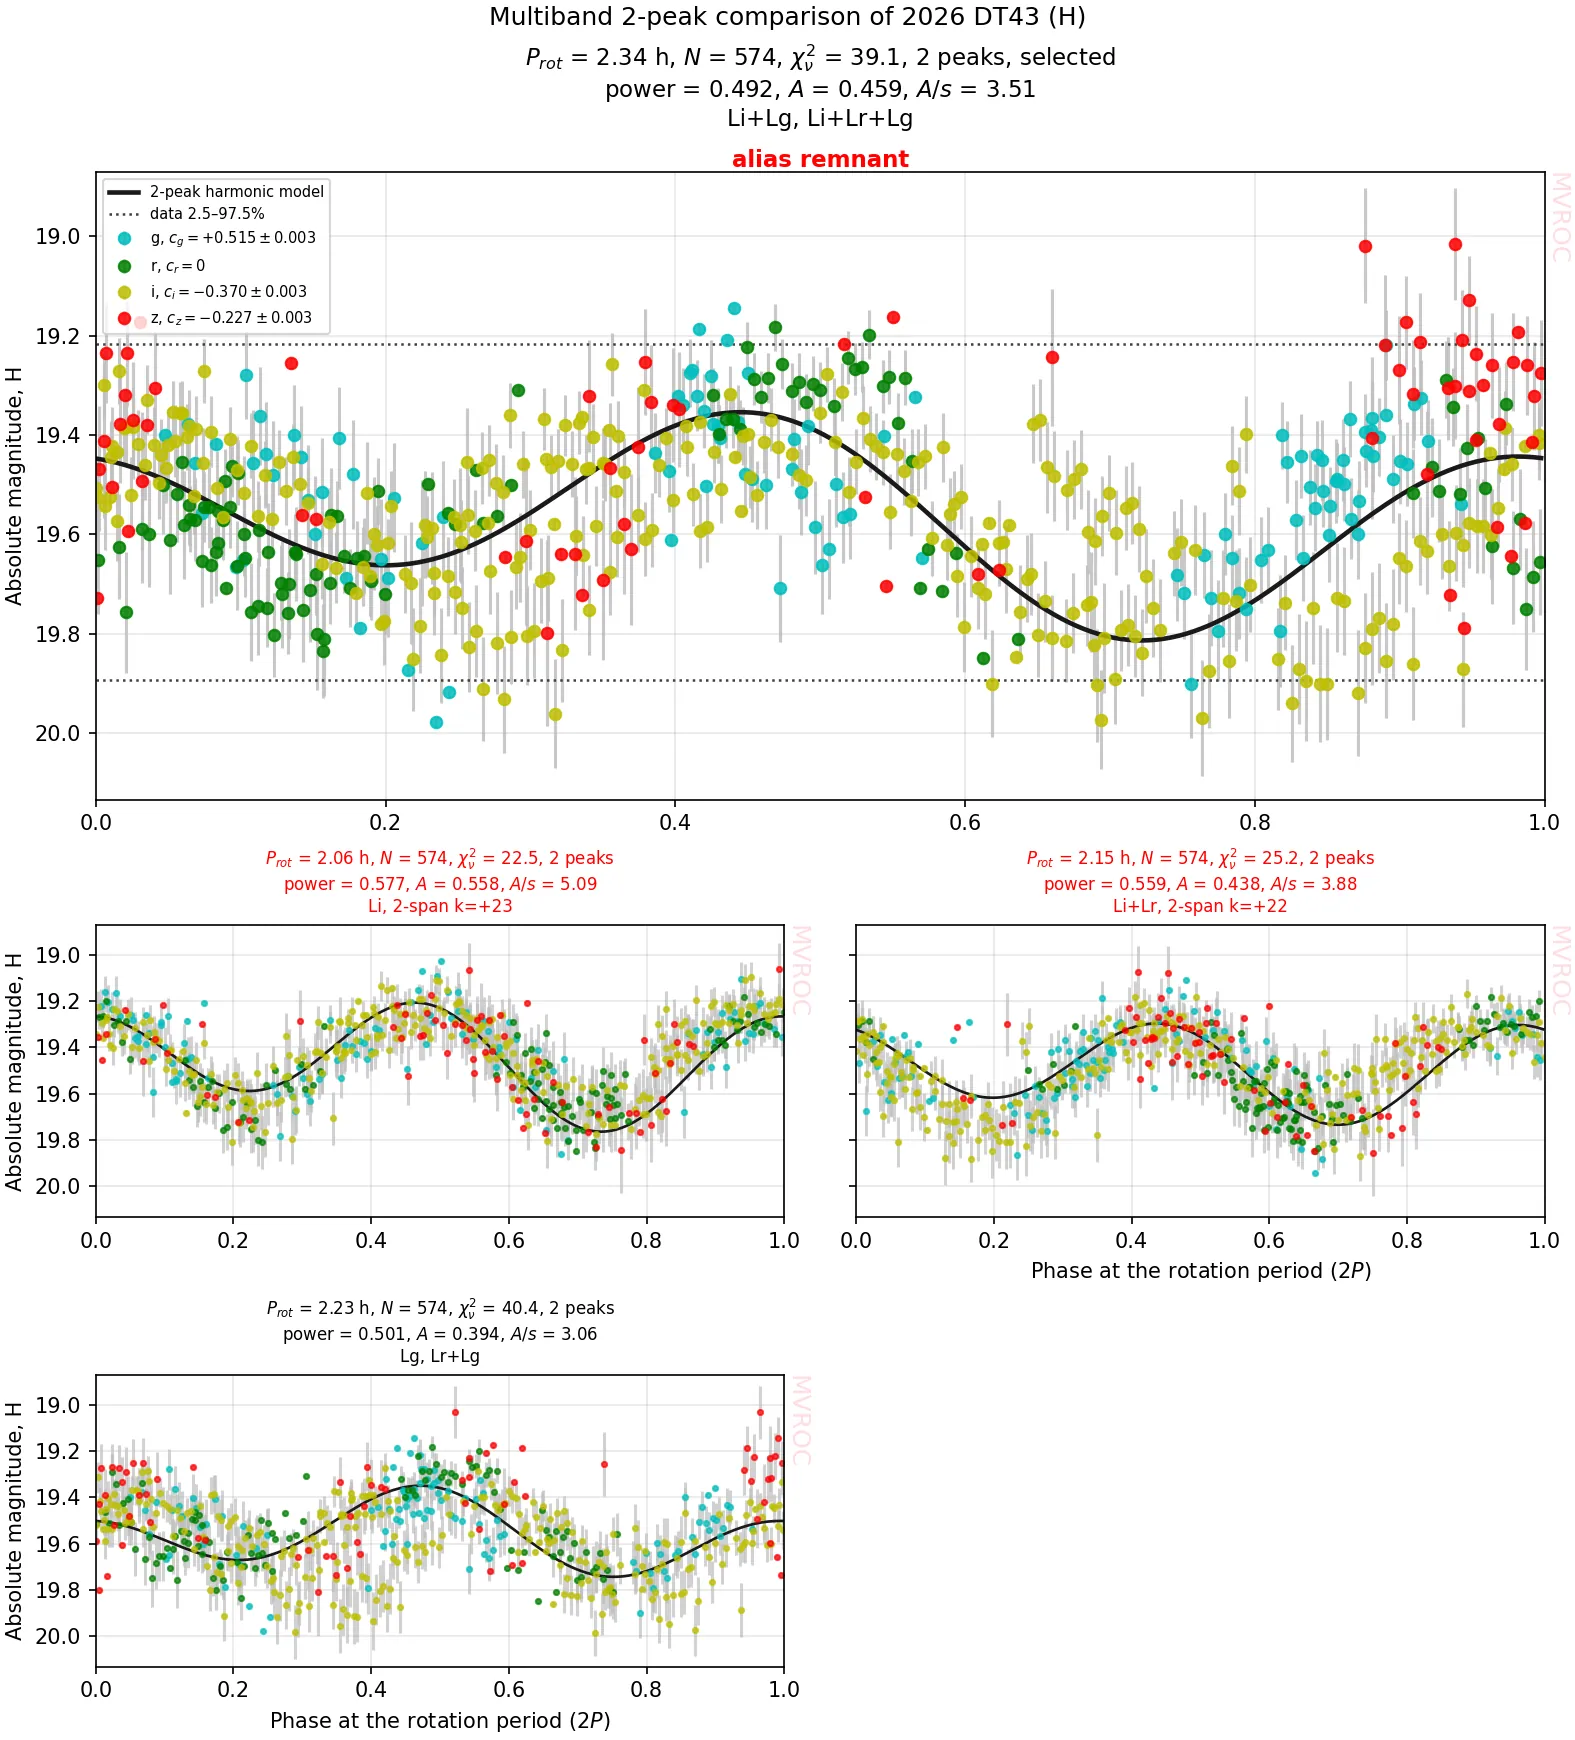 Multiband 2-peak comparison of 2026 DT43 (H)
P_rot = 2.34 h, N = 574, χ²_ν = 39.1, 2 peaks, selected
power = 0.492, A = 0.459, A/s = 3.51
Li+Lg, Li+Lr+Lg
alias remnant
2-peak harmonic model
data 2.5–97.5%
g, c_g = +0.515 ± 0.003
r, c_r = 0
i, c_i = −0.370 ± 0.003
z, c_z = −0.227 ± 0.003
MVROC
Absolute magnitude, H
19.0
19.2
19.4
19.6
19.8
20.0
0.0 0.2 0.4 0.6 0.8 1.0
P_rot = 2.06 h, N = 574, χ²_ν = 22.5, 2 peaks
power = 0.577, A = 0.558, A/s = 5.09
Li, 2-span k=+23
MVROC
Absolute magnitude, H
19.0
19.2
19.4
19.6
19.8
20.0
0.0 0.2 0.4 0.6 0.8 1.0
P_rot = 2.15 h, N = 574, χ²_ν = 25.2, 2 peaks
power = 0.559, A = 0.438, A/s = 3.88
Li+Lr, 2-span k=+22
MVROC
0.0 0.2 0.4 0.6 0.8 1.0
Phase at the rotation period (2P)
P_rot = 2.23 h, N = 574, χ²_ν = 40.4, 2 peaks
power = 0.501, A = 0.394, A/s = 3.06
Lg, Lr+Lg
MVROC
Absolute magnitude, H
19.0
19.2
19.4
19.6
19.8
20.0
0.0 0.2 0.4 0.6 0.8 1.0
Phase at the rotation period (2P)